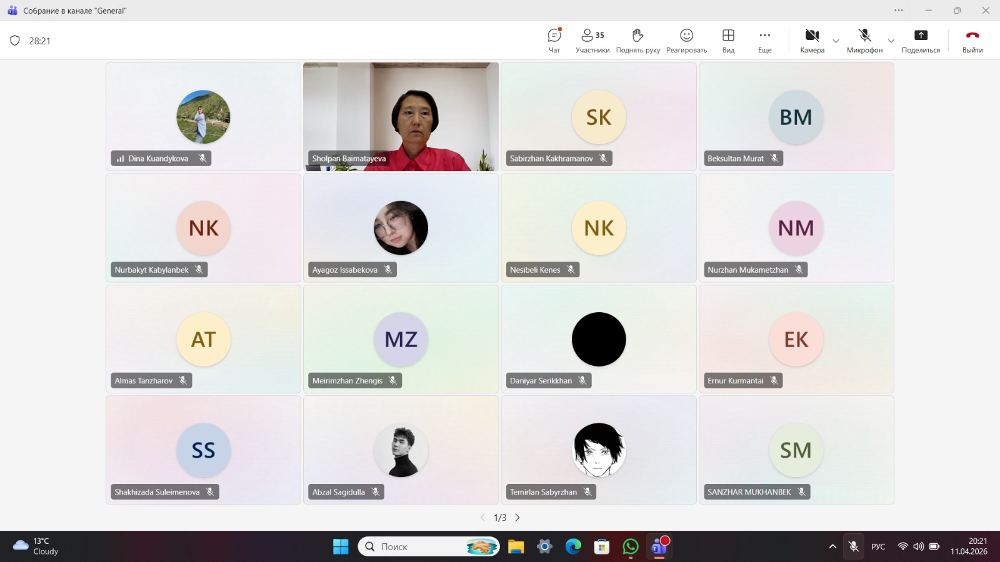 Собрание в канале "General"
28:21
35
Чат
Участники
Поднять руку
Реагировать
Вид
Еще
Камера
Микрофон
Поделиться
Выйти
Dina Kuandykova
Sholpan Baimatayeva
SK
Sabirzhan Kakhramanov
BM
Beksultan Murat
NK
Nurbakyt Kabylanbek
Ayagoz Issabekova
NK
Nesibeli Kenes
NM
Nurzhan Mukametzhan
AT
Almas Tanzharov
MZ
Meirimzhan Zhengis
Daniyar Serikkhan
EK
Ernur Kurmantai
SS
Shakhizada Suleimenova
Abzal Sagidulla
Temirlan Sabyrzhan
SM
SANZHAR MUKHANBEK
1/3
13°C
Cloudy
Поиск
РУС
20:21
11.04.2026